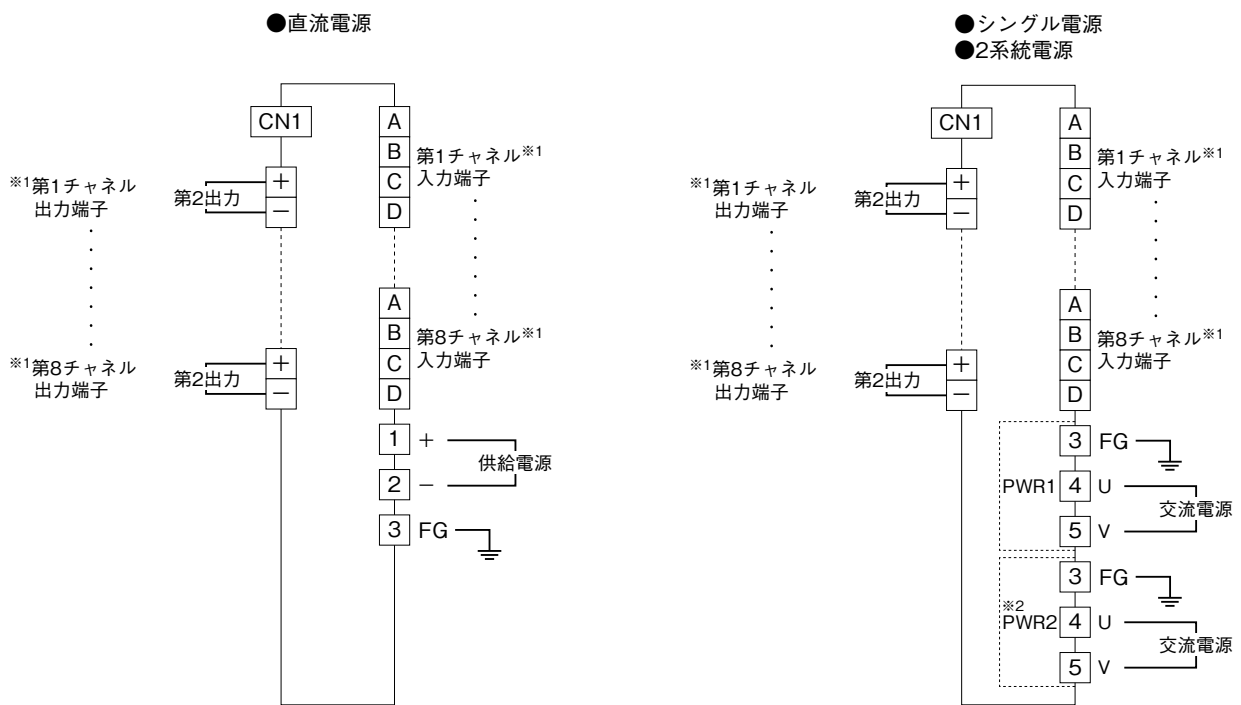 ●直流電源
CN1
A
B
C
D
第1チャネル※1
入力端子
※1第1チャネル
出力端子
第2出力
+
−
A
B
C
D
第8チャネル※1
入力端子
※1第8チャネル
出力端子
第2出力
+
−
1 +
2 −
供給電源
3 FG
●シングル電源
●2系統電源
CN1
A
B
C
D
第1チャネル※1
入力端子
※1第1チャネル
出力端子
第2出力
+
−
A
B
C
D
第8チャネル※1
入力端子
※1第8チャネル
出力端子
第2出力
+
−
PWR1
3 FG
4 U
5 V
交流電源
※2
PWR2
3 FG
4 U
5 V
交流電源